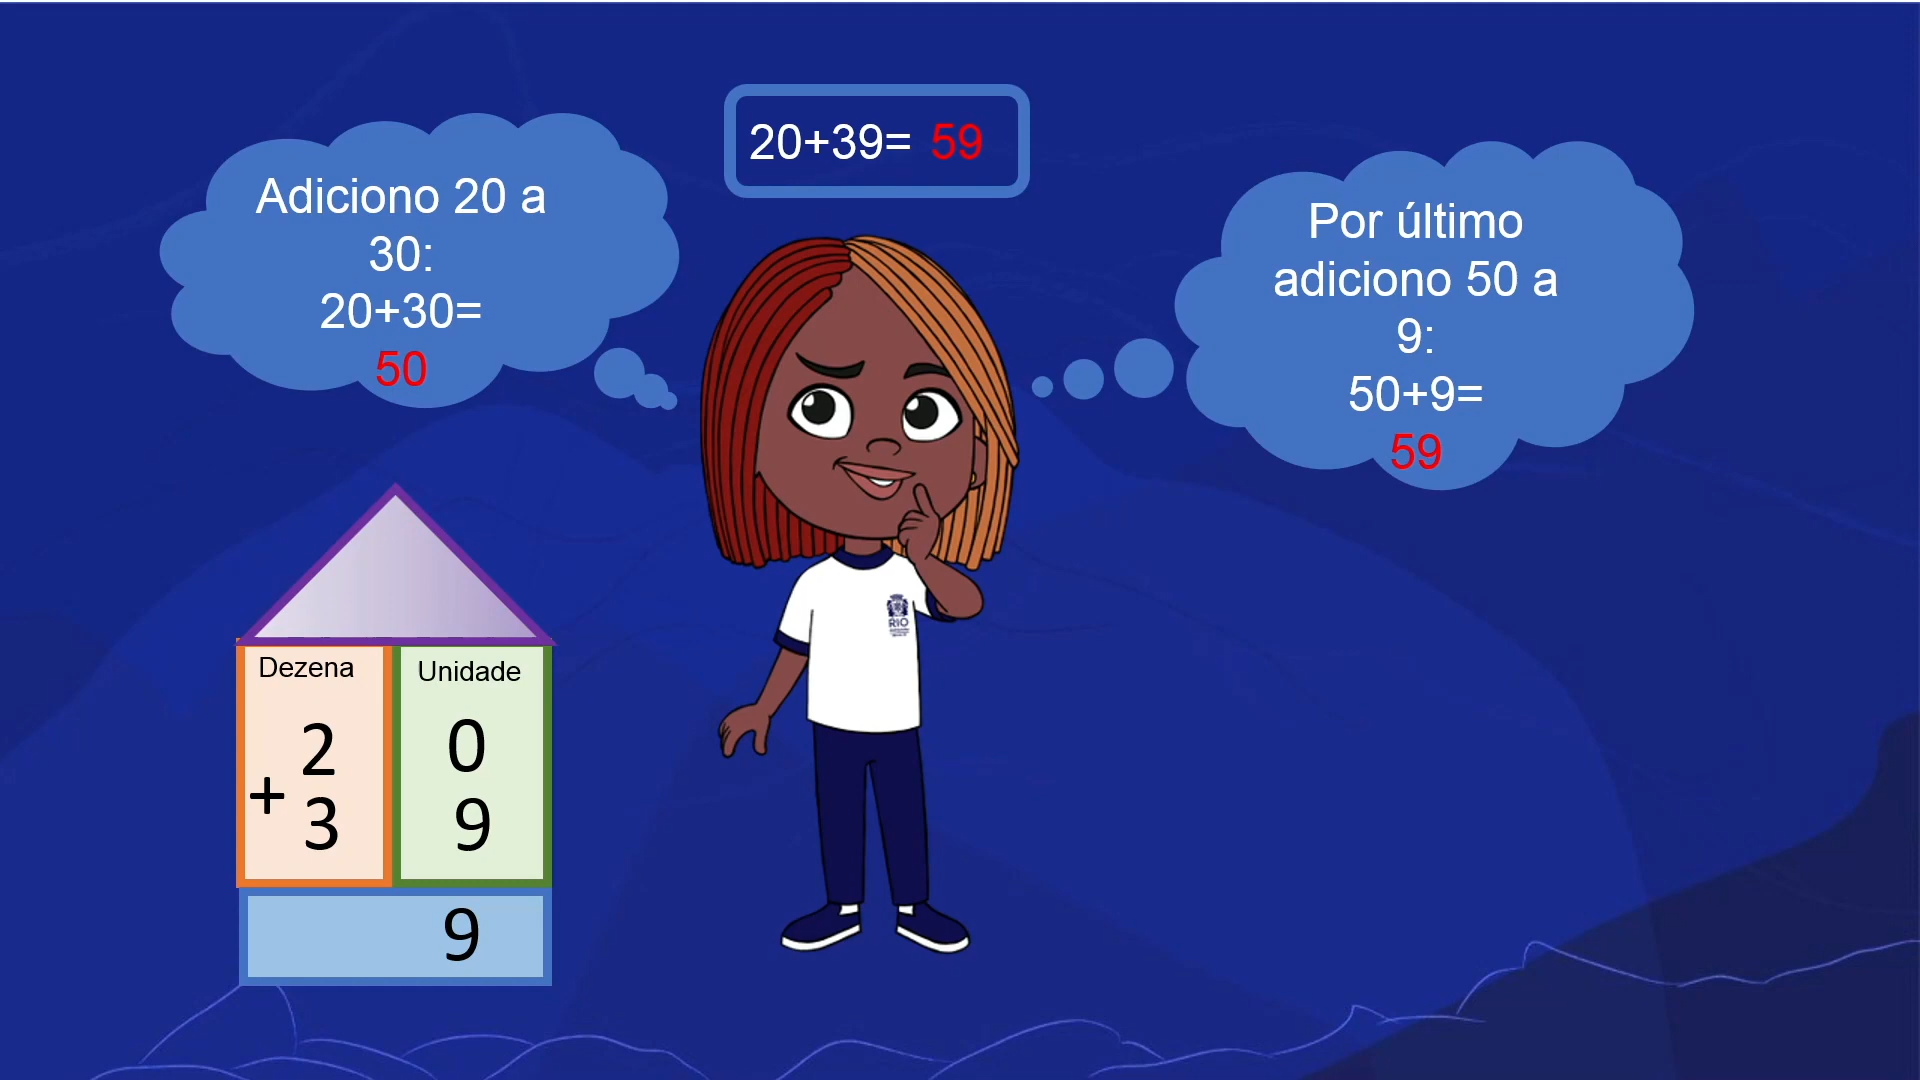 20+39= 59
Adiciono 20 a
30:
20+30=
50
Por último
adiciono 50 a
9:
50+9=
59
RIO
Dezena Unidade
2 0
+ 3 9
9